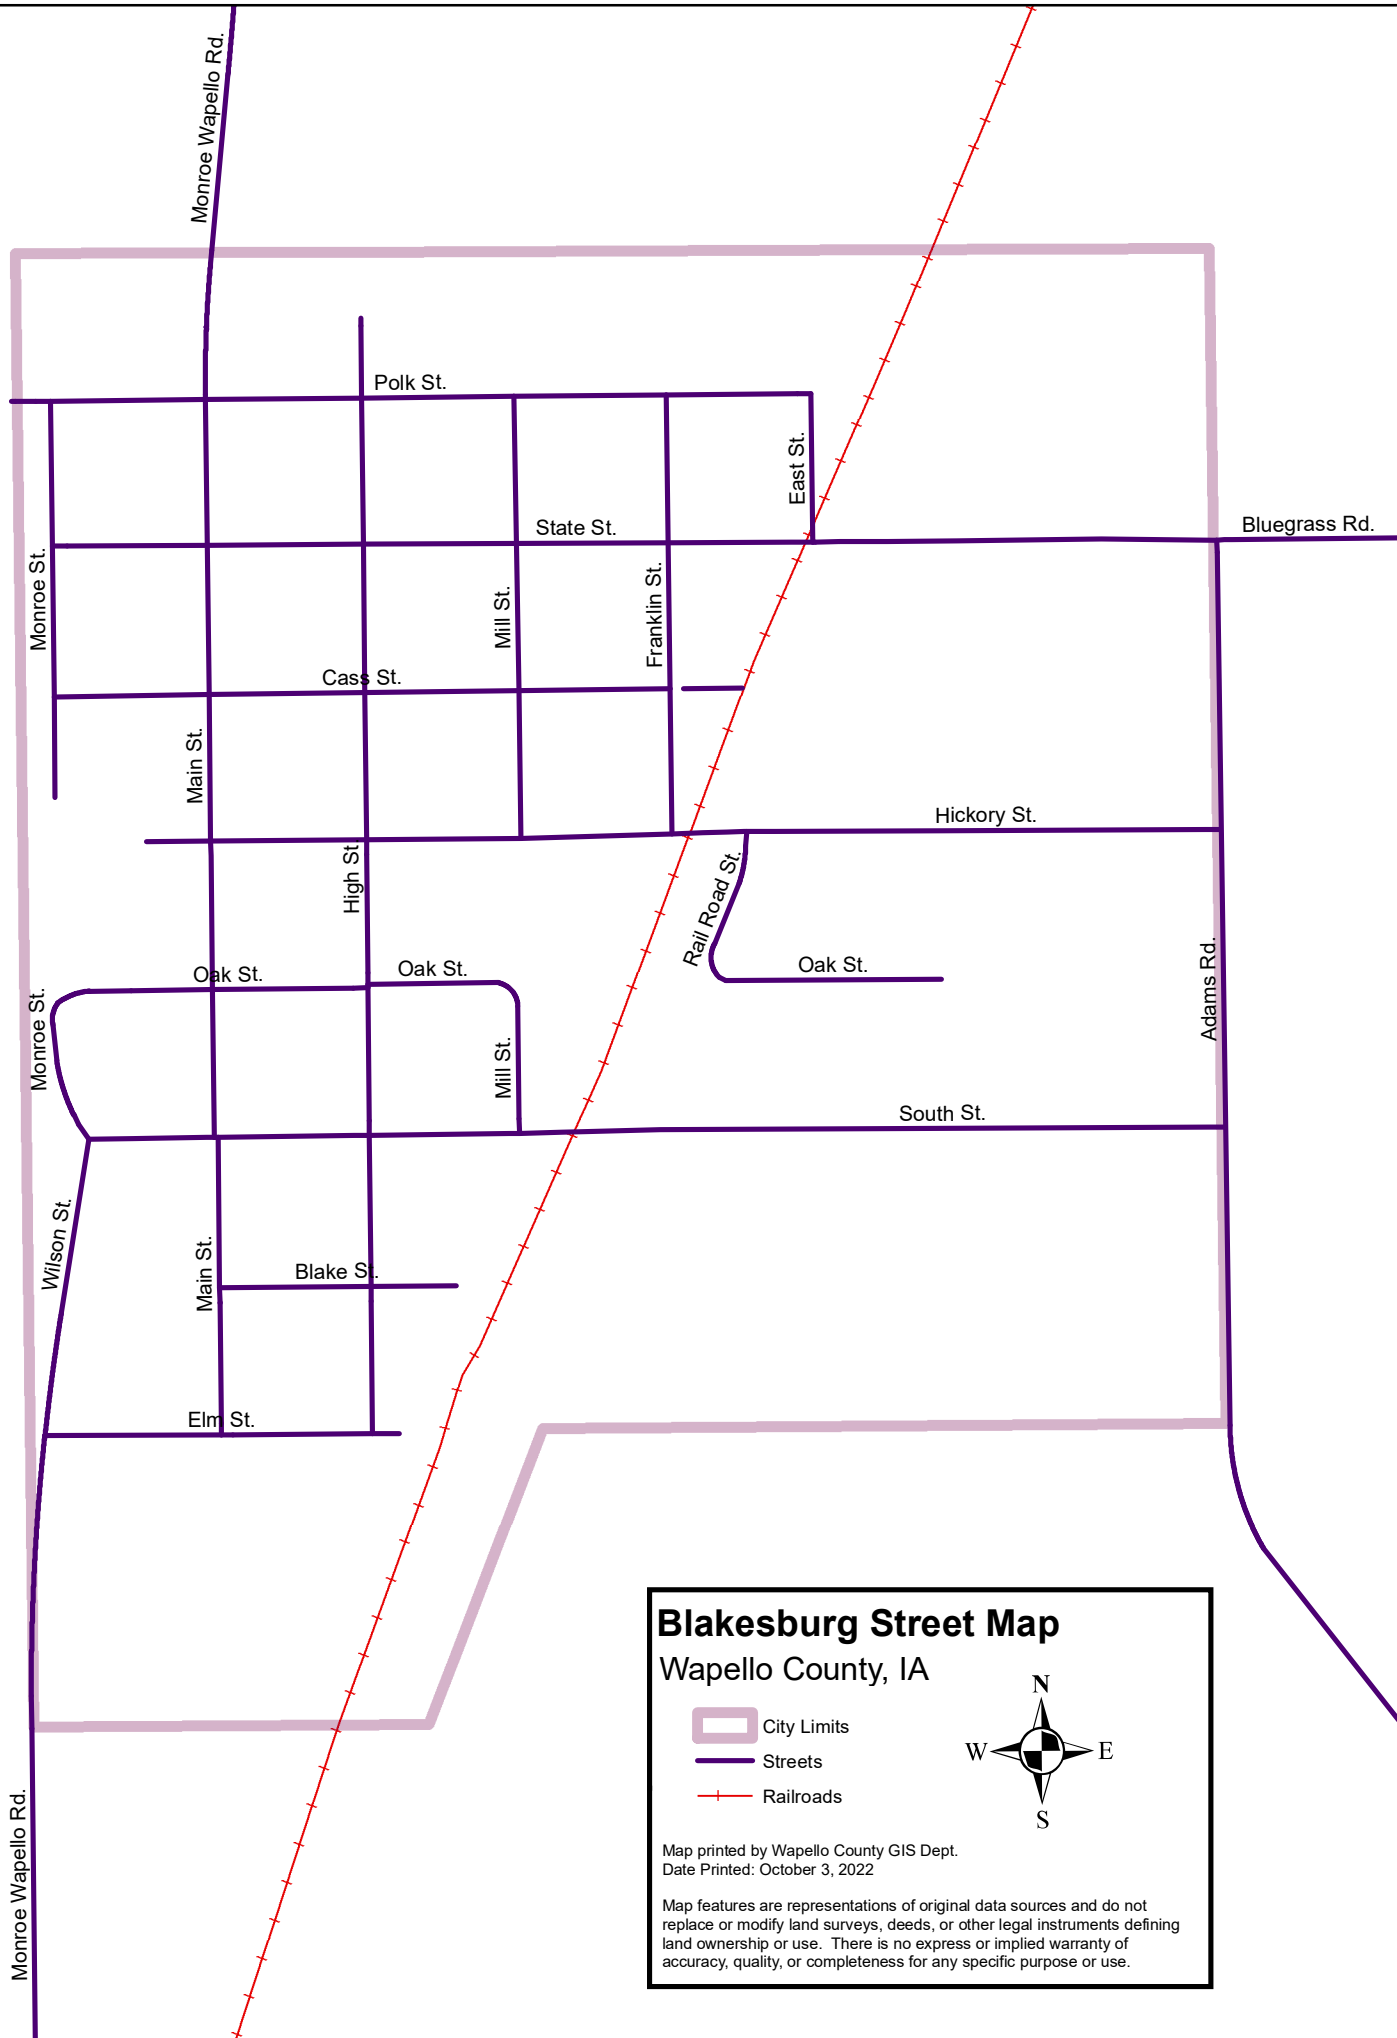 Monroe Wapello Rd.
Polk St.
East St.
State St.
Bluegrass Rd.
Monroe St.
Mill St.
Franklin St.
Cass St.
Main St.
Hickory St.
High St
Rail Road St.
Oak St.
Oak St.
Oak St.
Adams Rd.
Monroe St.
Mill St.
South St.
Wilson St.
Main St.
Blake St.
Elm St.
Monroe Wapello Rd.
Blakesburg Street Map
Wapello County, IA
N
W
E
S
City Limits
Streets
Railroads
Map printed by Wapello County GIS Dept.
Date Printed: October 3, 2022
Map features are representations of original data sources and do not
replace or modify land surveys, deeds, or other legal instruments defining
land ownership or use.  There is no express or implied warranty of
accuracy, quality, or completeness for any specific purpose or use.